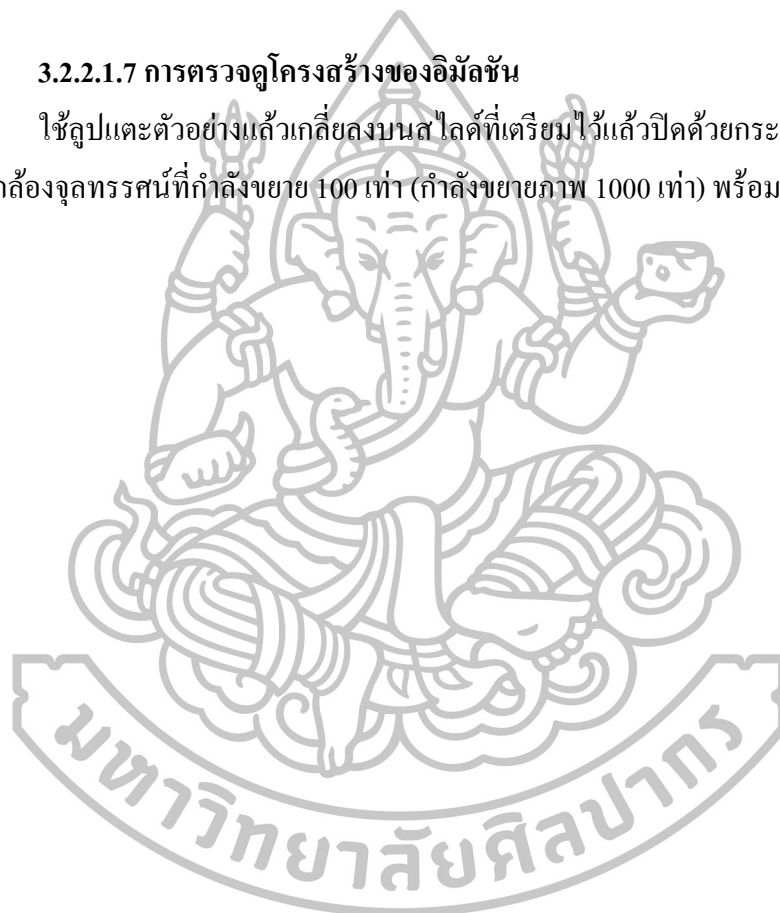 3.2.2.1.7 การตรวจดูโครงสร้างของอิมัลชัน
ใช้ลูปแตะตัวอย่างแล้วเกลี่ยลงบนสไลด์ที่เตรียมไว้แล้วปิดด้วยกระ
กล้องจุลทรรศน์ที่กำลังขยาย 100 เท่า (กำลังขยายภาพ 1000 เท่า) พร้อม
มหาวิทยาลัยศิลปากร